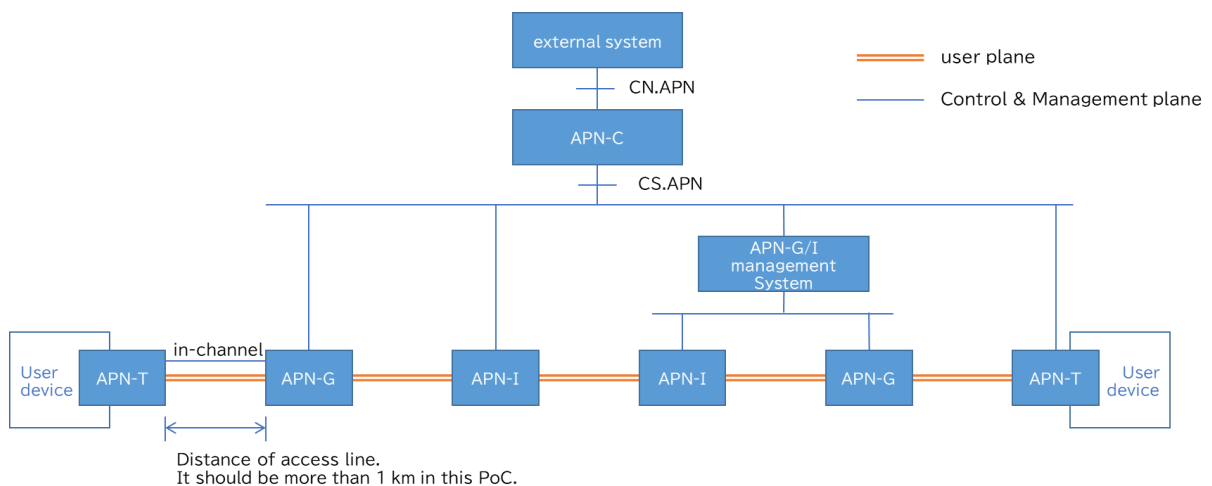 external system
user plane
CN.APN
Control & Management plane
APN-C
CS.APN
APN-G/I
management
System
in-channel
User
device
APN-T
APN-G
APN-I
APN-I
APN-G
APN-T
User
device
Distance of access line.
It should be more than 1 km in this PoC.